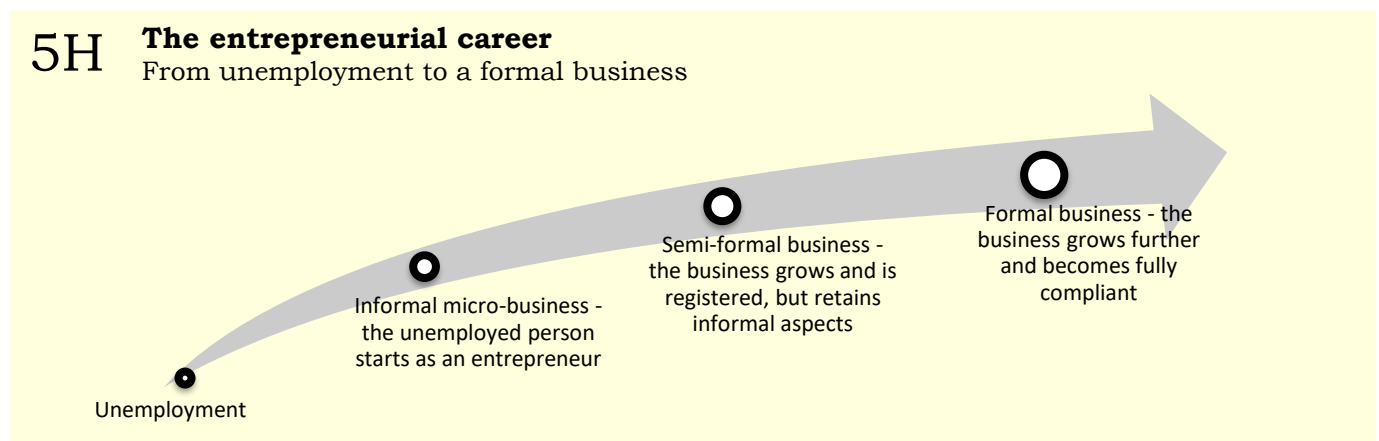 5H
The entrepreneurial career
From unemployment to a formal business
Unemployment
Informal micro-business -
the unemployed person
starts as an entrepreneur
Semi-formal business -
the business grows and is
registered, but retains
informal aspects
Formal business - the
business grows further
and becomes fully
compliant